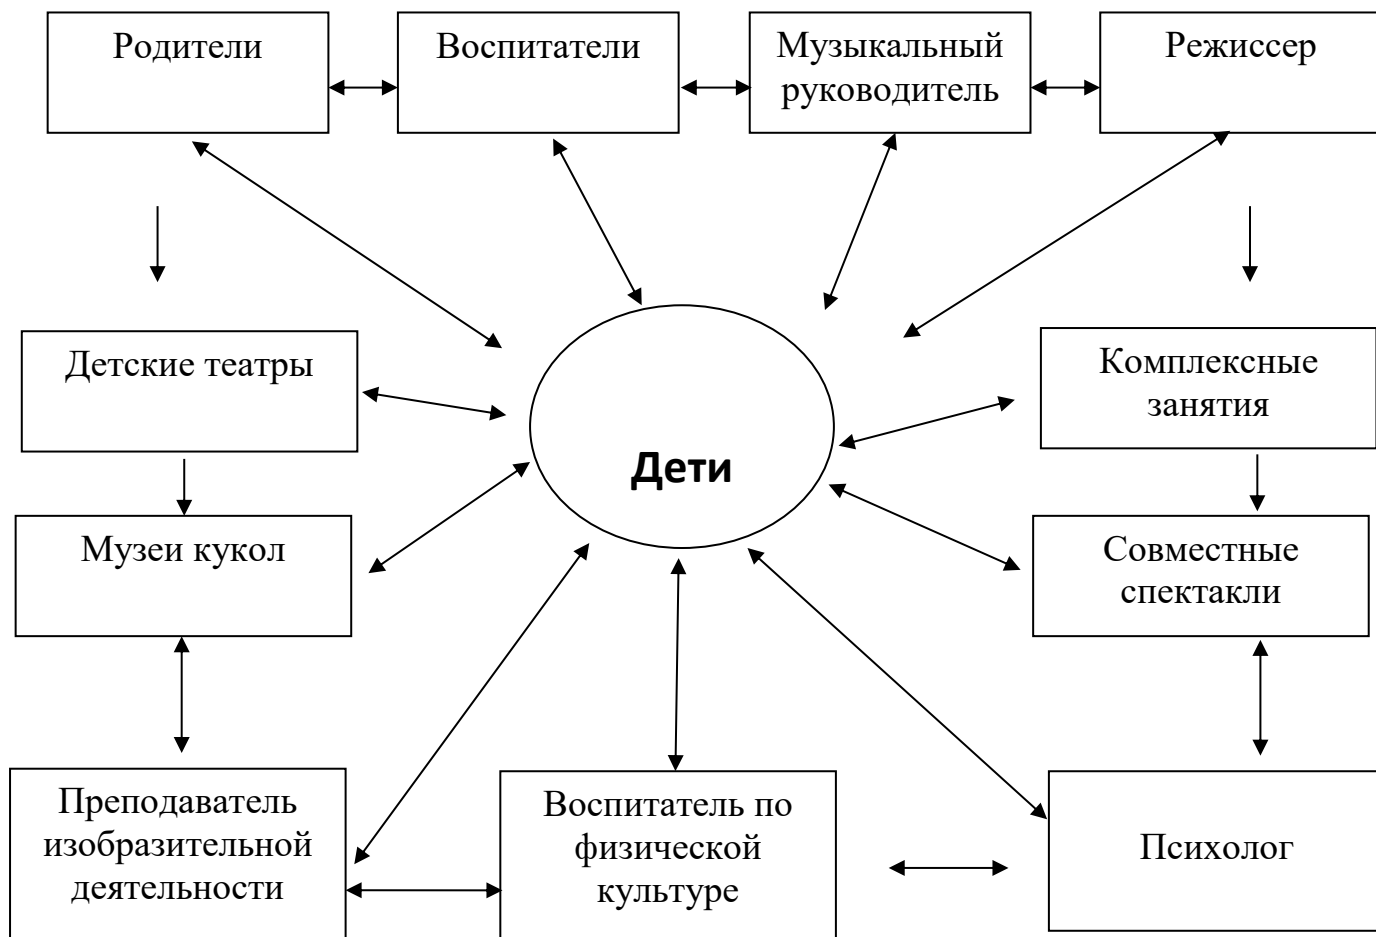 Родители
Воспитатели
Музыкальный
руководитель
Режиссер
Детские театры
Комплексные
занятия
Дети
Музеи кукол
Совместные
спектакли
Преподаватель
изобразительной
деятельности
Воспитатель по
физической
культуре
Психолог